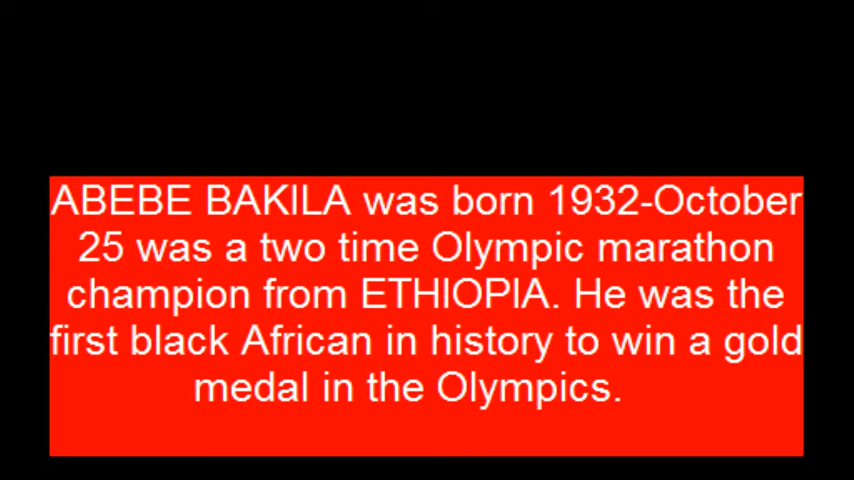 ABEBE BAKILA was born 1932-October
25 was a two time Olympic marathon
champion from ETHIOPIA. He was the
first black African in history to win a gold
medal in the Olympics.